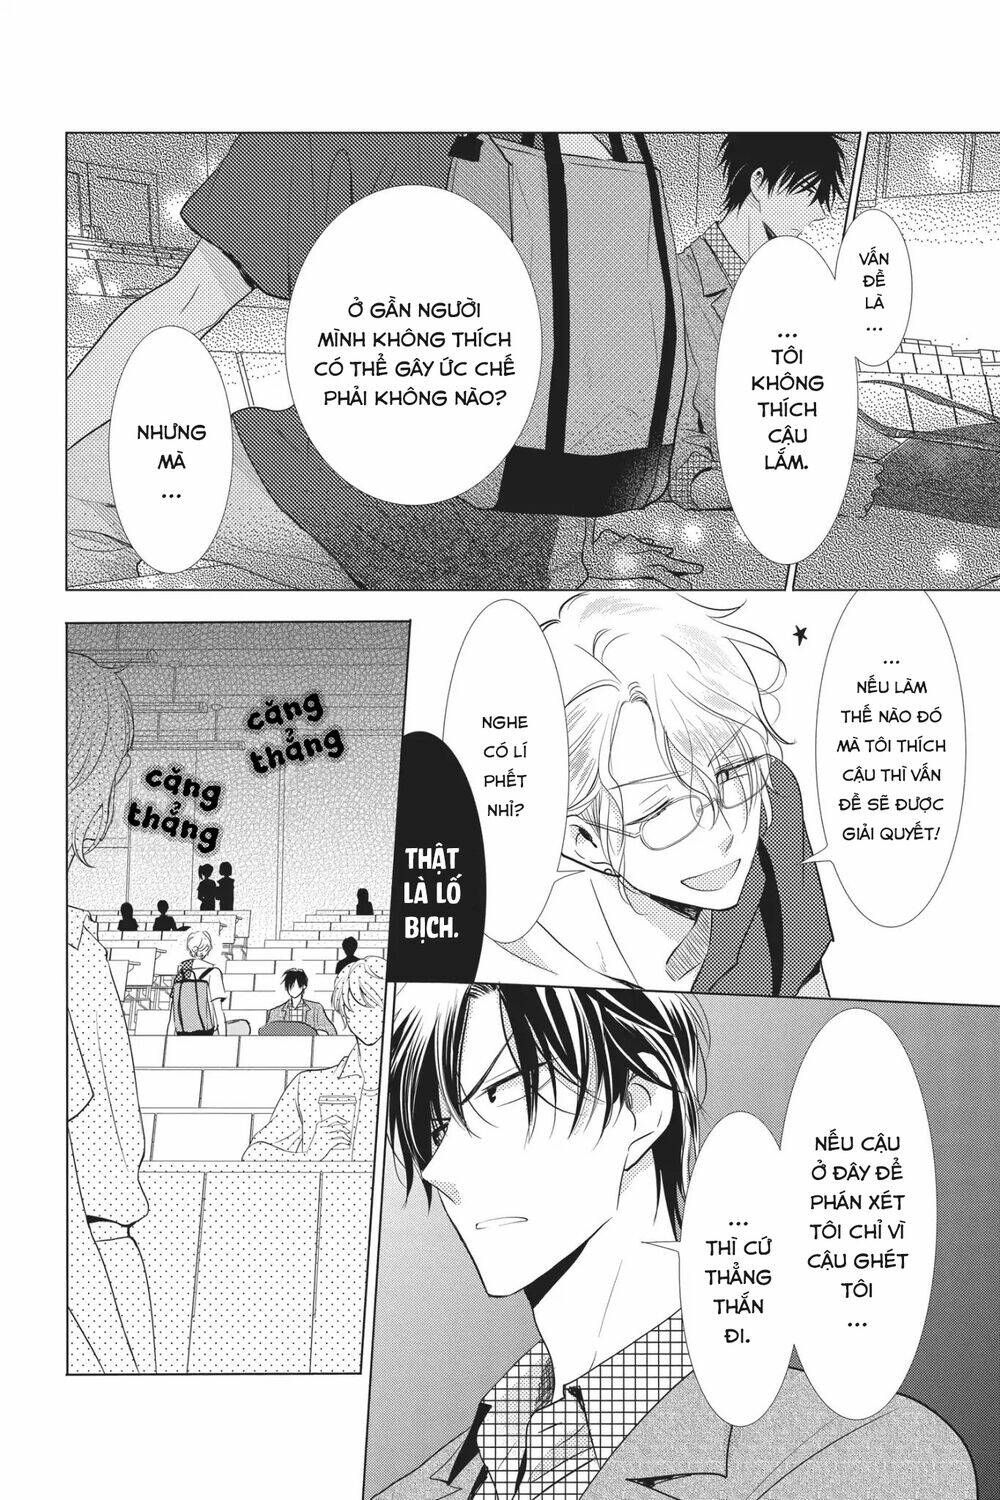 VẤN
ĐỀ
LÀ
...
...
TÔI
KHÔNG
THÍCH
CẬU
LẮM.
Ở GẦN NGƯỜI
MÌNH KHÔNG THÍCH
CÓ THỂ GÂY ỨC CHẾ
PHẢI KHÔNG NÀO?
NHƯNG
MÀ
...
...
NẾU LÀM
THẾ NÀO ĐÓ
MÀ TÔI THÍCH
CẬU THÌ VẤN
ĐỀ SẼ ĐƯỢC
GIẢI QUYẾT!
NGHE
CÓ LÍ
PHẾT
NHỈ?
THẬT
LÀ LỐ
BỊCH.
căng
thẳng
căng
thẳng
NẾU CẬU
Ở ĐÂY ĐỂ
PHÁN XÉT
TÔI CHỈ VÌ
CẬU GHÉT
TÔI
...
...
THÌ CỨ
THẲNG
THẮN
ĐI.